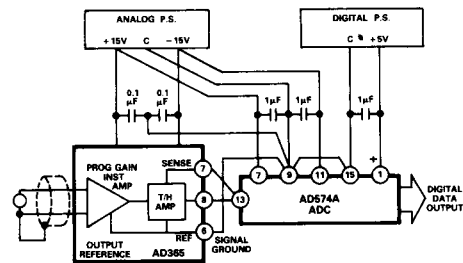 ANALOG P.S.
+15V C -15V
DIGITAL P.S.
C +5V
0.1 μF
0.1 μF
1μF
1μF
1μF
PROG GAIN INST AMP
SENSE
7
T/H AMP
8
REF
6
OUTPUT REFERENCE
AD365
SIGNAL GROUND
13
7
9
11
15
+
1
AD574A
ADC
DIGITAL DATA OUTPUT